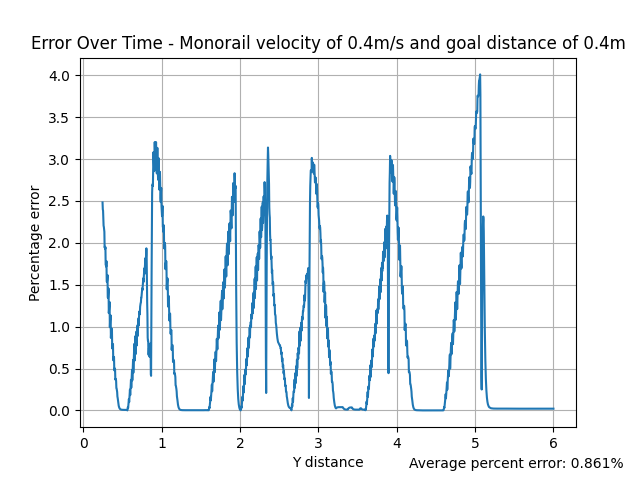 Error Over Time - Monorail velocity of 0.4m/s and goal distance of 0.4m
4.0
3.5
3.0
2.5
2.0
1.5
1.0
0.5
0.0
Percentage error
0 1 2 3 4 5 6
Y distance
Average percent error: 0.861%